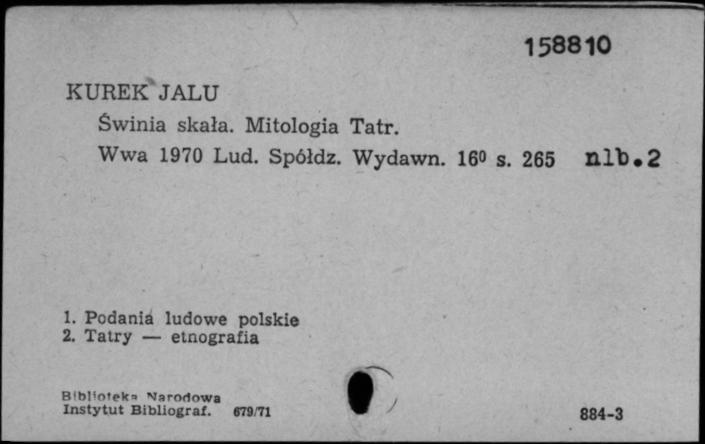 158810
KUREK JALU
Świnia skała. Mitologia Tatr.
Wwa 1970 Lud. Spółdz. Wydawn. 16⁰ s. 265 nlb.2
1. Podania ludowe polskie
2. Tatry — etnografia
Biblioteka Narodowa
Instytut Bibliograf. 679/71
884-3